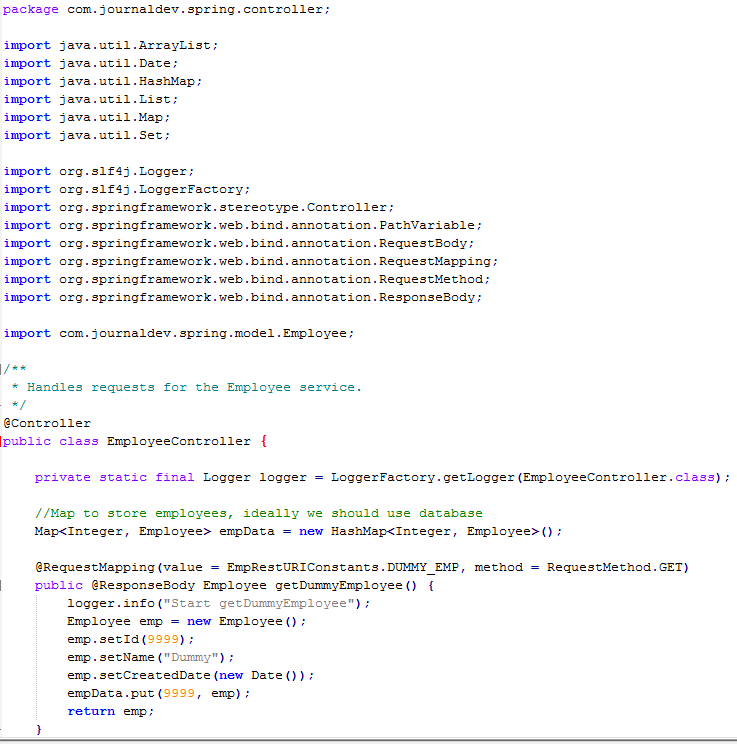 package com.journaldev.spring.controller;
import java.util.ArrayList;
import java.util.Date;
import java.util.HashMap;
import java.util.List;
import java.util.Map;
import java.util.Set;
import org.slf4j.Logger;
import org.slf4j.LoggerFactory;
import org.springframework.stereotype.Controller;
import org.springframework.web.bind.annotation.PathVariable;
import org.springframework.web.bind.annotation.RequestBody;
import org.springframework.web.bind.annotation.RequestMapping;
import org.springframework.web.bind.annotation.RequestMethod;
import org.springframework.web.bind.annotation.ResponseBody;
import com.journaldev.spring.model.Employee;
/**
 * Handles requests for the Employee service.
 */
@Controller
public class EmployeeController {
    private static final Logger logger = LoggerFactory.getLogger(EmployeeController.class);
    //Map to store employees, ideally we should use database
    Map<Integer, Employee> empData = new HashMap<Integer, Employee>();
    @RequestMapping(value = EmpRestURIConstants.DUMMY_EMP, method = RequestMethod.GET)
    public @ResponseBody Employee getDummyEmployee() {
        logger.info("Start getDummyEmployee");
        Employee emp = new Employee();
        emp.setId(9999);
        emp.setName("Dummy");
        emp.setCreatedDate(new Date());
        empData.put(9999, emp);
        return emp;
    }